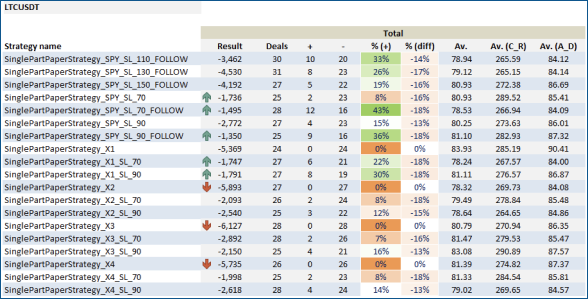 LTCUSDT
Total
Strategy name Result Deals + - % (+) % (diff) Av. Av. (C_R) Av. (A_D)
SinglePartPaperStrategy_SPY_SL_110_FOLLOW -3,462 30 10 20 33% -14% 78.94 265.59 84.12
SinglePartPaperStrategy_SPY_SL_130_FOLLOW -4,530 31 8 23 26% -17% 79.12 265.15 84.14
SinglePartPaperStrategy_SPY_SL_150_FOLLOW -4,192 27 5 22 19% -16% 80.93 272.38 86.69
SinglePartPaperStrategy_SPY_SL_70 -1,736 25 2 23 8% -16% 80.93 289.52 85.41
SinglePartPaperStrategy_SPY_SL_70_FOLLOW -1,495 28 12 16 43% -18% 78.53 266.94 84.09
SinglePartPaperStrategy_SPY_SL_90 -2,772 27 4 23 15% -13% 80.25 273.63 86.01
SinglePartPaperStrategy_SPY_SL_90_FOLLOW -1,350 25 9 16 36% -18% 81.10 282.93 87.32
SinglePartPaperStrategy_X1 -5,369 24 0 24 0% 0% 83.93 285.19 90.41
SinglePartPaperStrategy_X1_SL_70 -1,747 27 6 21 22% -18% 78.24 267.57 84.00
SinglePartPaperStrategy_X1_SL_90 -1,791 27 8 19 30% -18% 81.11 276.57 86.87
SinglePartPaperStrategy_X2 -5,893 27 0 27 0% 0% 78.32 269.73 84.08
SinglePartPaperStrategy_X2_SL_70 -2,093 26 2 24 8% -18% 79.49 278.84 85.48
SinglePartPaperStrategy_X2_SL_90 -2,540 25 3 22 12% -15% 78.64 264.65 84.86
SinglePartPaperStrategy_X3 -6,127 28 0 28 0% 0% 80.79 270.94 86.35
SinglePartPaperStrategy_X3_SL_70 -2,892 28 2 26 7% -16% 81.47 279.53 85.47
SinglePartPaperStrategy_X3_SL_90 -2,150 25 4 21 16% -13% 83.08 290.89 87.57
SinglePartPaperStrategy_X4 -5,735 26 0 26 0% 0% 81.39 274.82 87.37
SinglePartPaperStrategy_X4_SL_70 -1,998 25 2 23 8% -18% 81.33 284.54 85.81
SinglePartPaperStrategy_X4_SL_90 -2,618 28 4 24 14% -13% 79.02 269.65 84.57